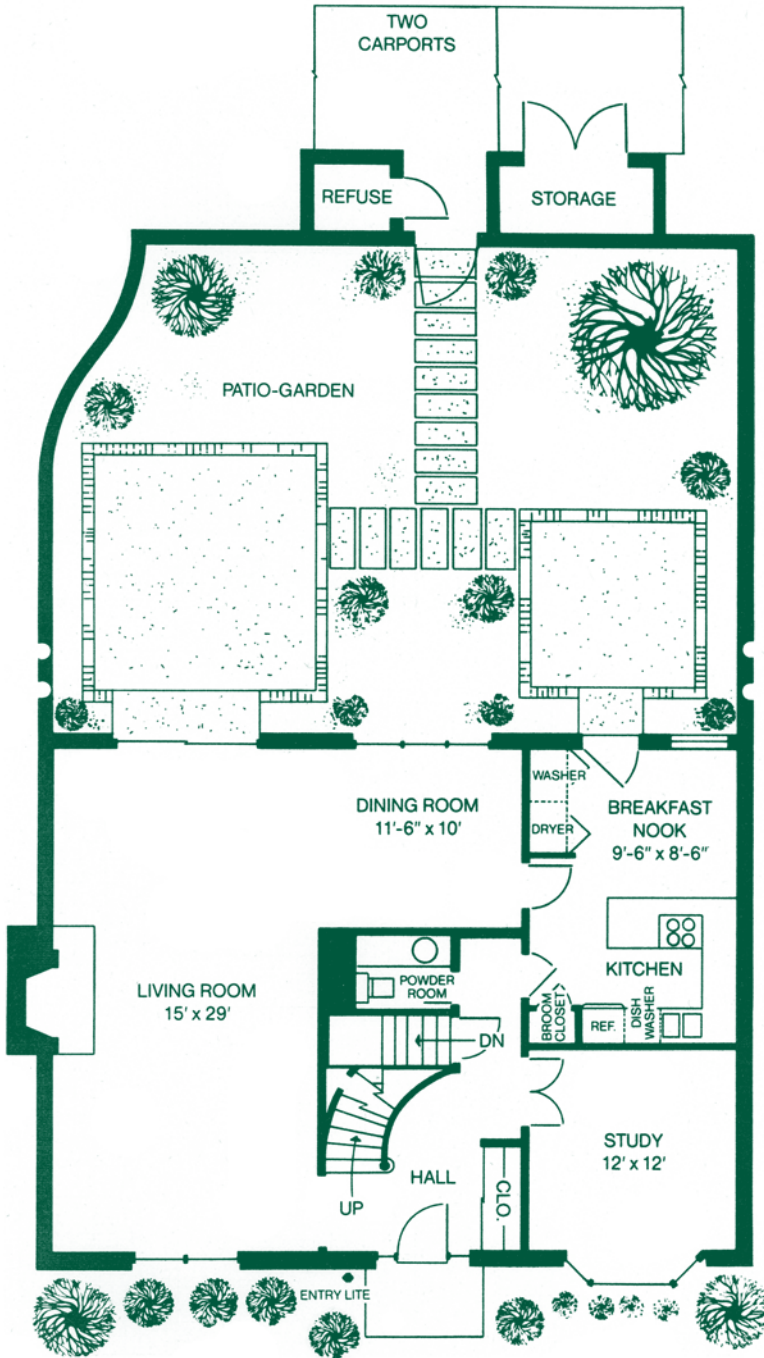 TWO
CARPORTS
REFUSE
STORAGE
PATIO-GARDEN
WASHER
DRYER
DINING ROOM
11'-6" x 10'
BREAKFAST
NOOK
9'-6" x 8'-6"
LIVING ROOM
15' x 29'
POWDER
ROOM
KITCHEN
BROOM
CLOSET
REF.
DISH
WASHER
DN
STUDY
12' x 12'
HALL
UP
CLO.
ENTRY LITE